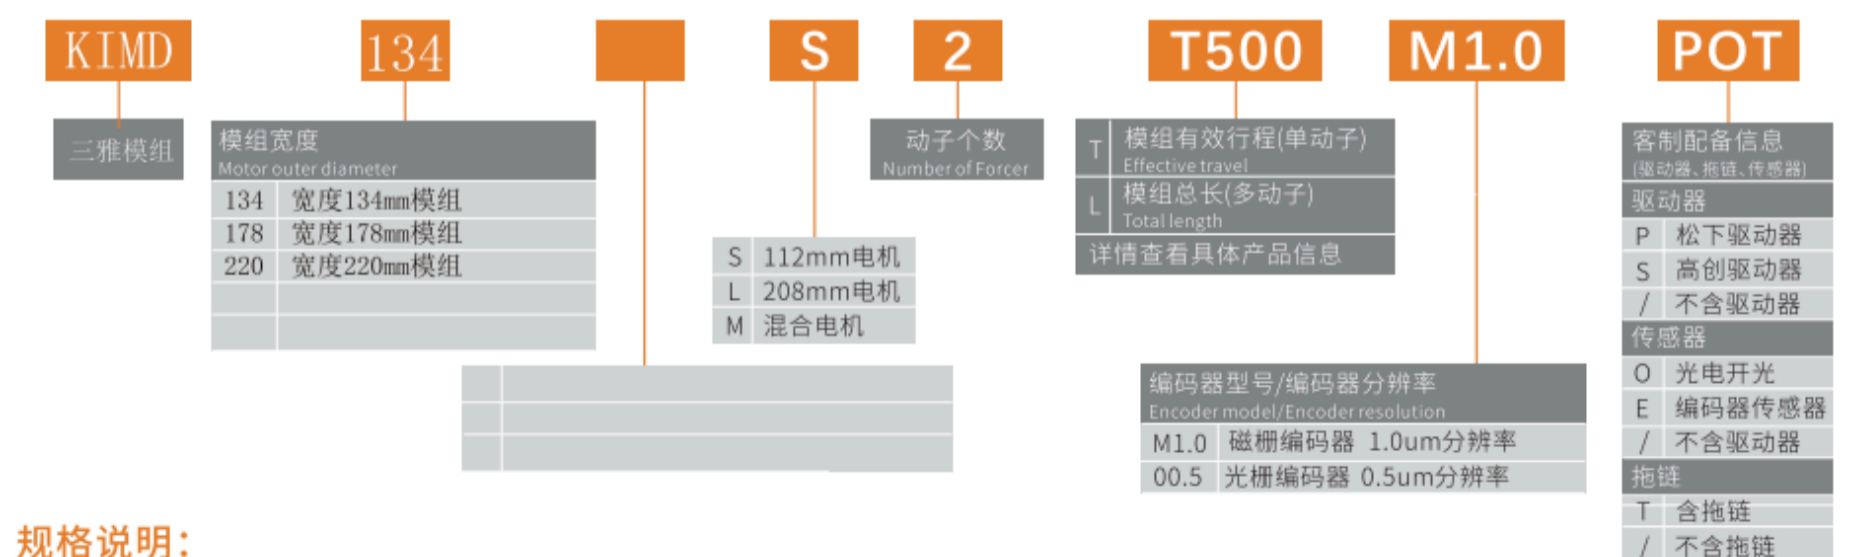 KIMD 134 S 2 T500 M1.0 POT
三雅模组
模组宽度
Motor outer diameter
134 宽度134mm模组
178 宽度178mm模组
220 宽度220mm模组
S 112mm电机
L 208mm电机
M 混合电机
动子个数
Number of Forcer
T 模组有效行程(单动子)
Effective travel
L 模组总长(多动子)
Total length
详情查看具体产品信息
编码器型号/编码器分辨率
Encoder model/Encoder resolution
M1.0 磁栅编码器 1.0um分辨率
00.5 光栅编码器 0.5um分辨率
客制配备信息
(驱动器、拖链、传感器)
驱动器
P 松下驱动器
S 高创驱动器
/ 不含驱动器
传感器
O 光电开光
E 编码器传感器
/ 不含驱动器
拖链
T 含拖链
/ 不含拖链
规格说明: